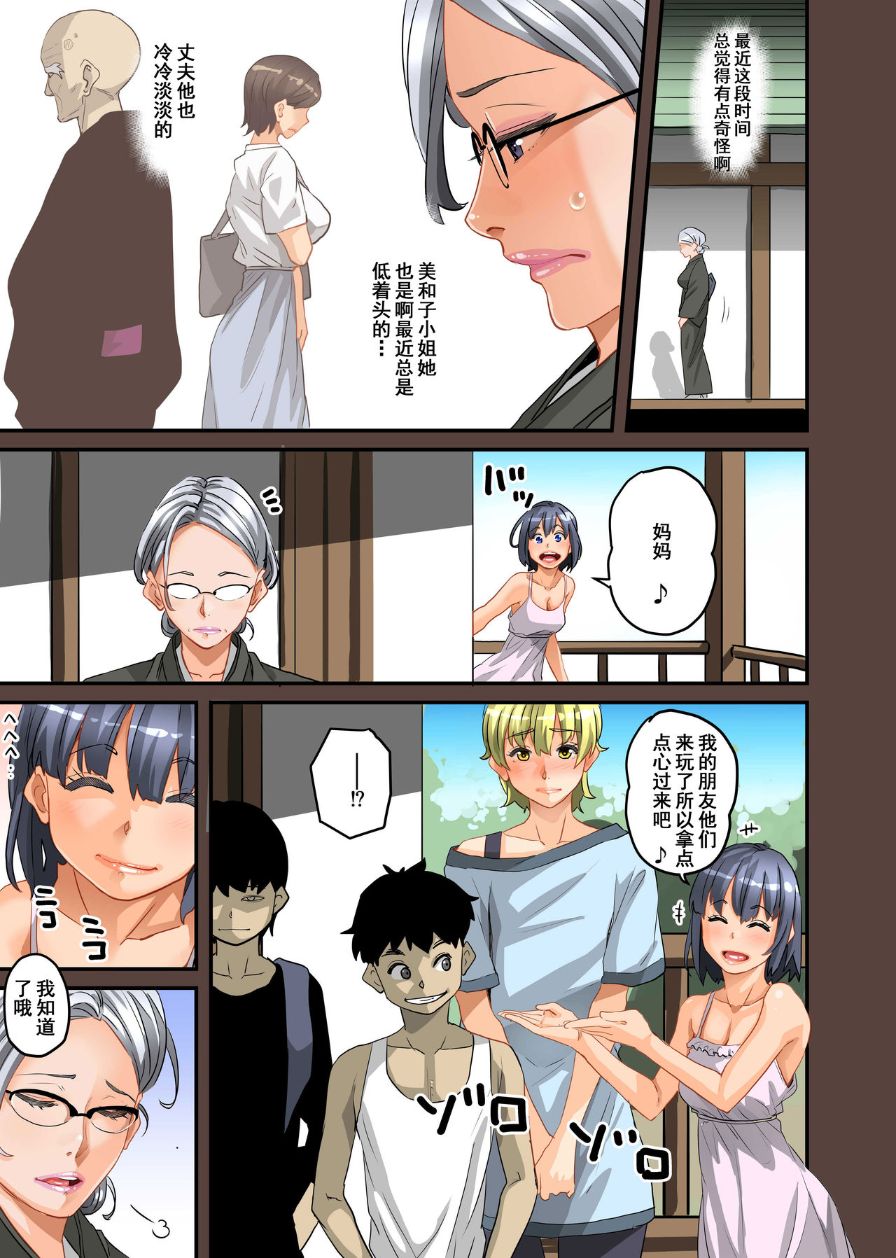 最近这段时间
总觉得有点奇怪啊
美和子小姐她
也是啊最近总是
低着头的…
丈夫他也
冷冷淡淡的
妈妈
♪
バッ
我的朋友他们
来玩了所以拿点
点心过来吧♪
—
!?
ゾロ
ゾロ
へへへ…
ニコ
ニコ
我知道
了哦